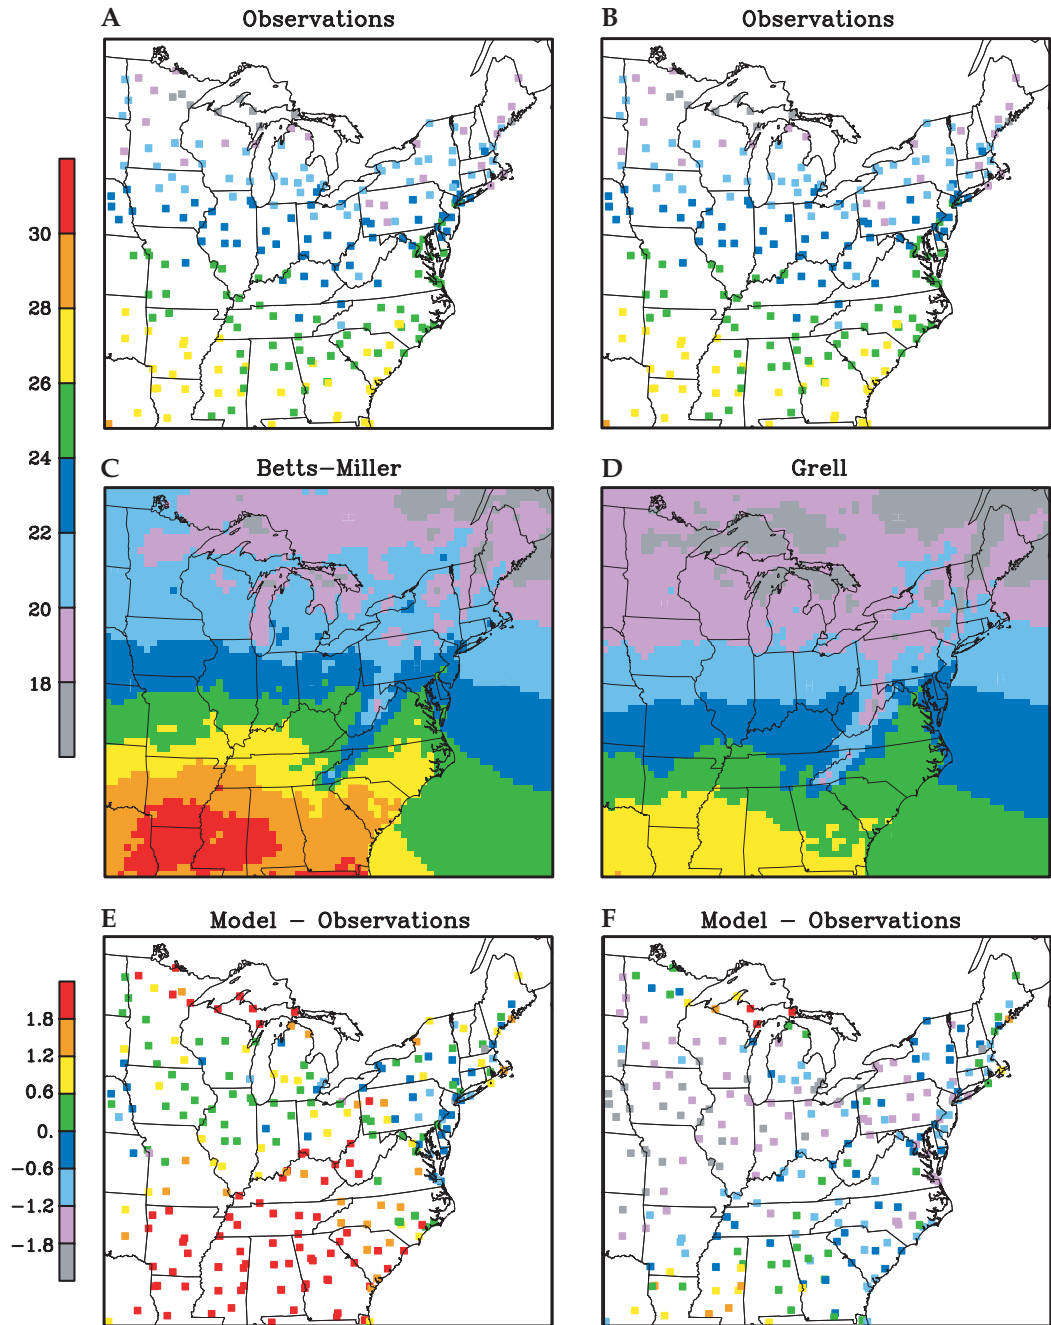 A Observations
B Observations
30
28
26
24
22
20
18
C Betts–Miller
D Grell
E Model – Observations
F Model – Observations
1.8
1.2
0.6
0.
−0.6
−1.2
−1.8